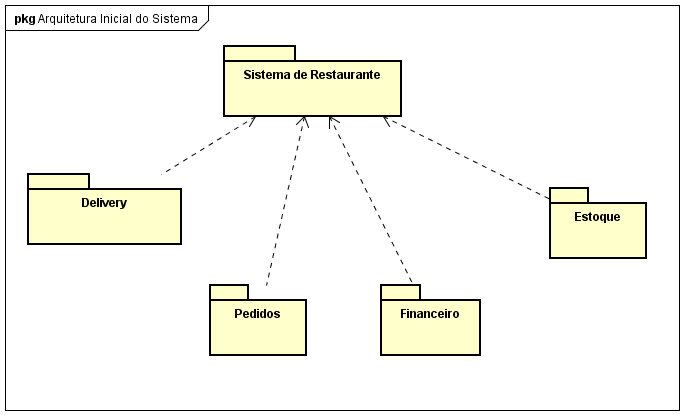 pkg Arquitetura Inicial do Sistema
Sistema de Restaurante
Delivery
Estoque
Pedidos
Financeiro